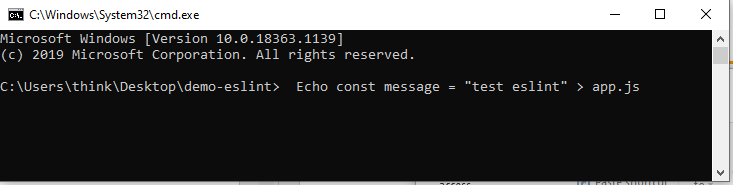 C:\Windows\System32\cmd.exe
Microsoft Windows [Version 10.0.18363.1139]
(c) 2019 Microsoft Corporation. All rights reserved.
C:\Users\think\Desktop\demo-eslint>  Echo const message = "test eslint" > app.js